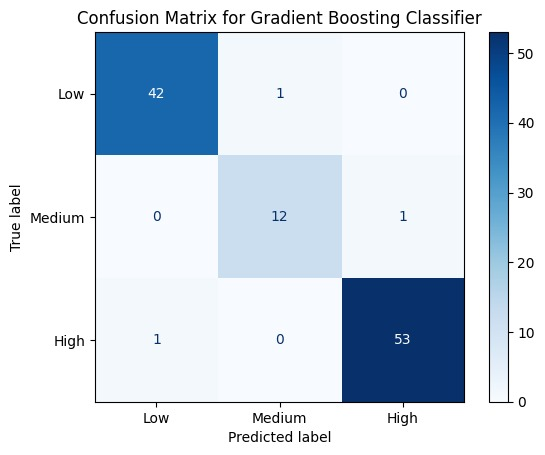 Confusion Matrix for Gradient Boosting Classifier
Low 42 1 0
Medium 0 12 1
High 1 0 53
Low Medium High
Predicted label
True label
50
40
30
20
10
0